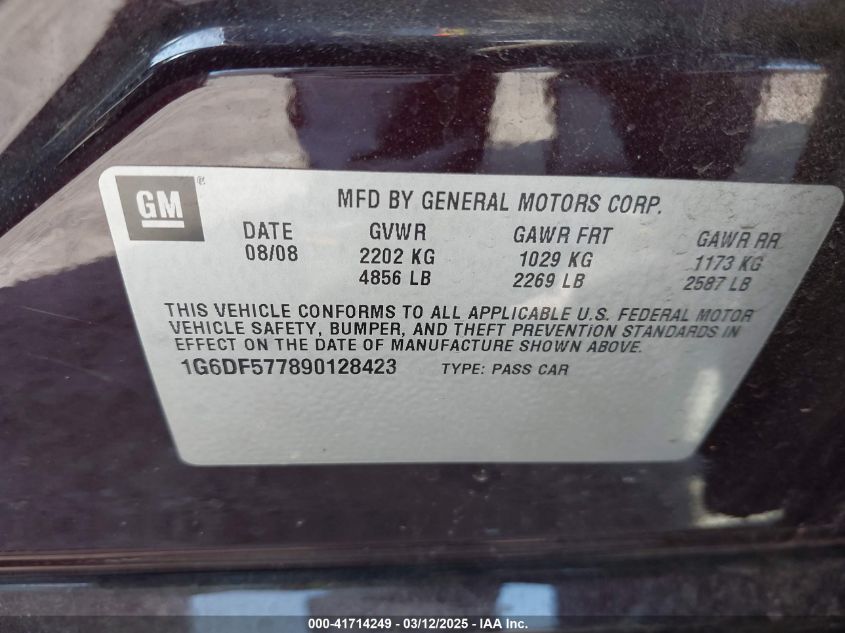 GM ®
MFD BY GENERAL MOTORS CORP.
DATE GVWR GAWR FRT GAWR RR
08/08 2202 KG 1029 KG 1173 KG
4856 LB 2269 LB 2587 LB
THIS VEHICLE CONFORMS TO ALL APPLICABLE U.S. FEDERAL MOTOR
VEHICLE SAFETY, BUMPER, AND THEFT PREVENTION STANDARDS IN
EFFECT ON THE DATE OF MANUFACTURE SHOWN ABOVE.
1G6DF577890128423 TYPE: PASS CAR
000-41714249 - 03/12/2025 - IAA Inc.